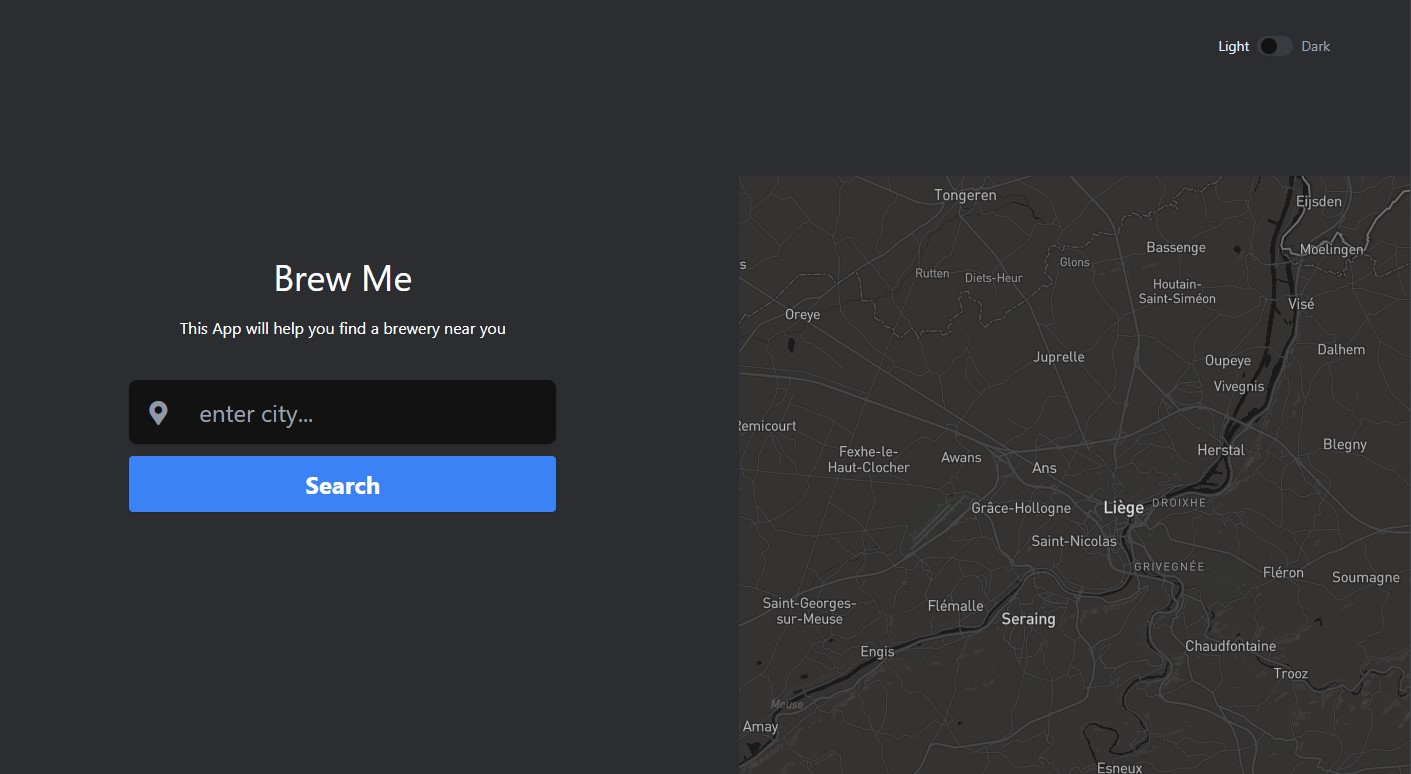 Light Dark
Brew Me
This App will help you find a brewery near you
enter city...
Search
Tongeren
Eijsden
Bassenge
Moelingen
Glons
Rutten
Diets-Heur
Houtain-
Saint-Siméon
Visé
Oreye
Dalhem
Juprelle
Oupeye
Vivegnis
Remicourt
Blegny
Herstal
Fexhe-le-
Haut-Clocher
Awans
Ans
DROIXHE
Liège
Grâce-Hollogne
Saint-Nicolas
GRIVEGNÉE
Fléron
Soumagne
Saint-Georges-
sur-Meuse
Flémalle
Seraing
Chaudfontaine
Engis
Trooz
Meuse
Amay
Esneux